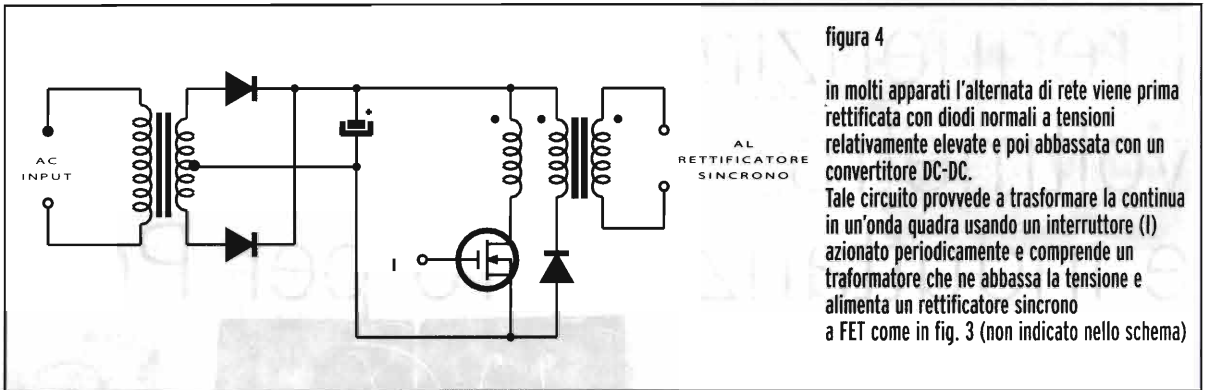 figura 4
in molti apparati l'alternata di rete viene prima
rettificata con diodi normali a tensioni
relativamente elevate e poi abbassata con un
convertitore DC-DC.
Tale circuito provvede a trasformare la continua
in un'onda quadra usando un interruttore (I)
azionato periodicamente e comprende un
traformatore che ne abbassa la tensione e
alimenta un rettificatore sincrono
a FET come in fig. 3 (non indicato nello schema)
AC
INPUT
+
I
AL
RETTIFICATORE
SINCRONO